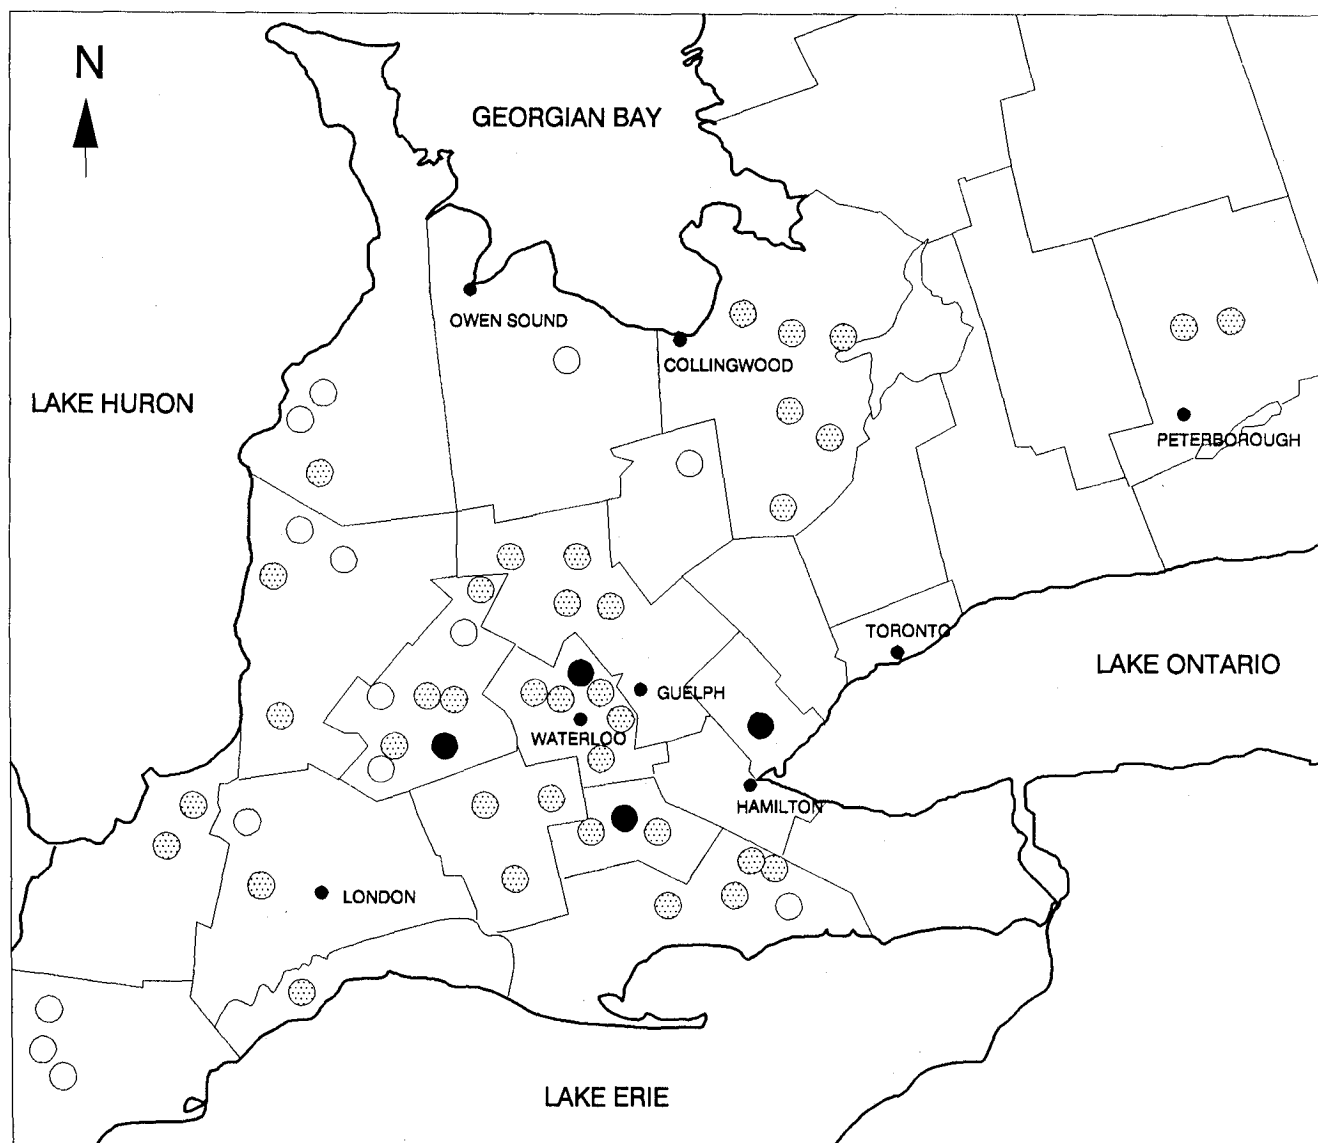 N
GEORGIAN BAY
OWEN SOUND
COLLINGWOOD
LAKE HURON
PETERBOROUGH
TORONTO
LAKE ONTARIO
GUELPH
WATERLOO
HAMILTON
LONDON
LAKE ERIE